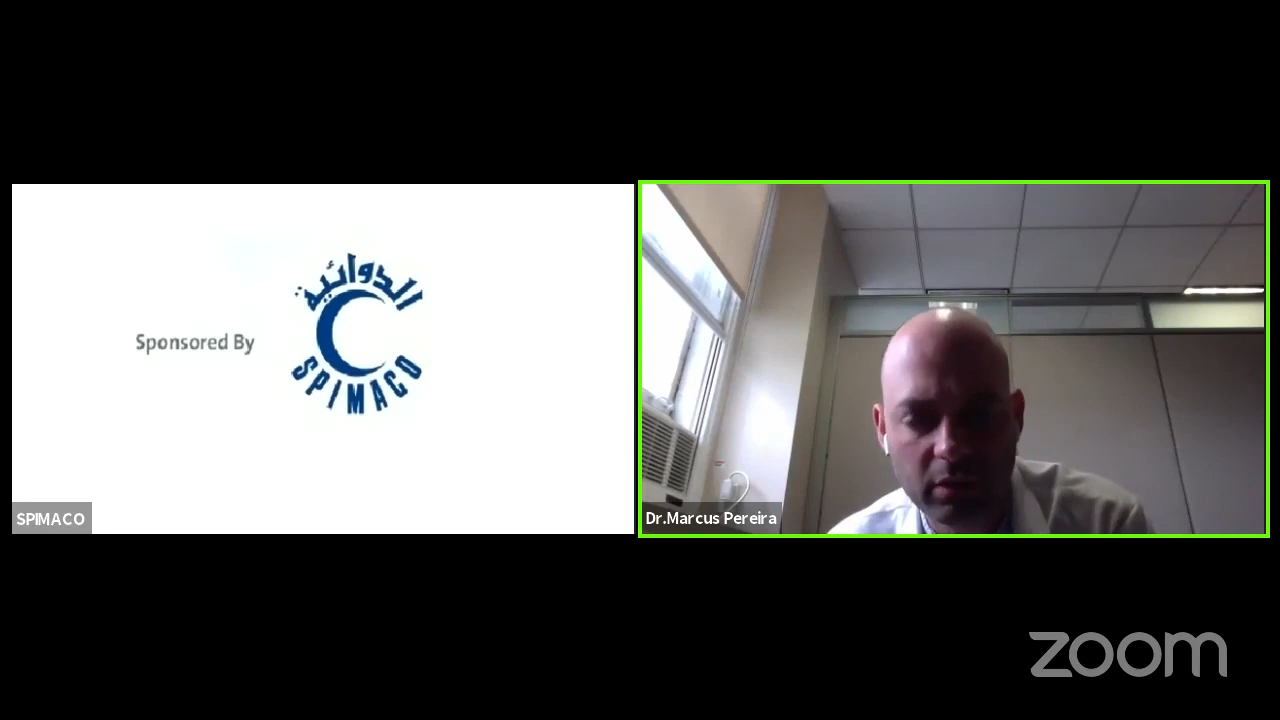 Sponsored By
الدوائية
SPIMACO
SPIMACO
Dr.Marcus Pereira
zoom